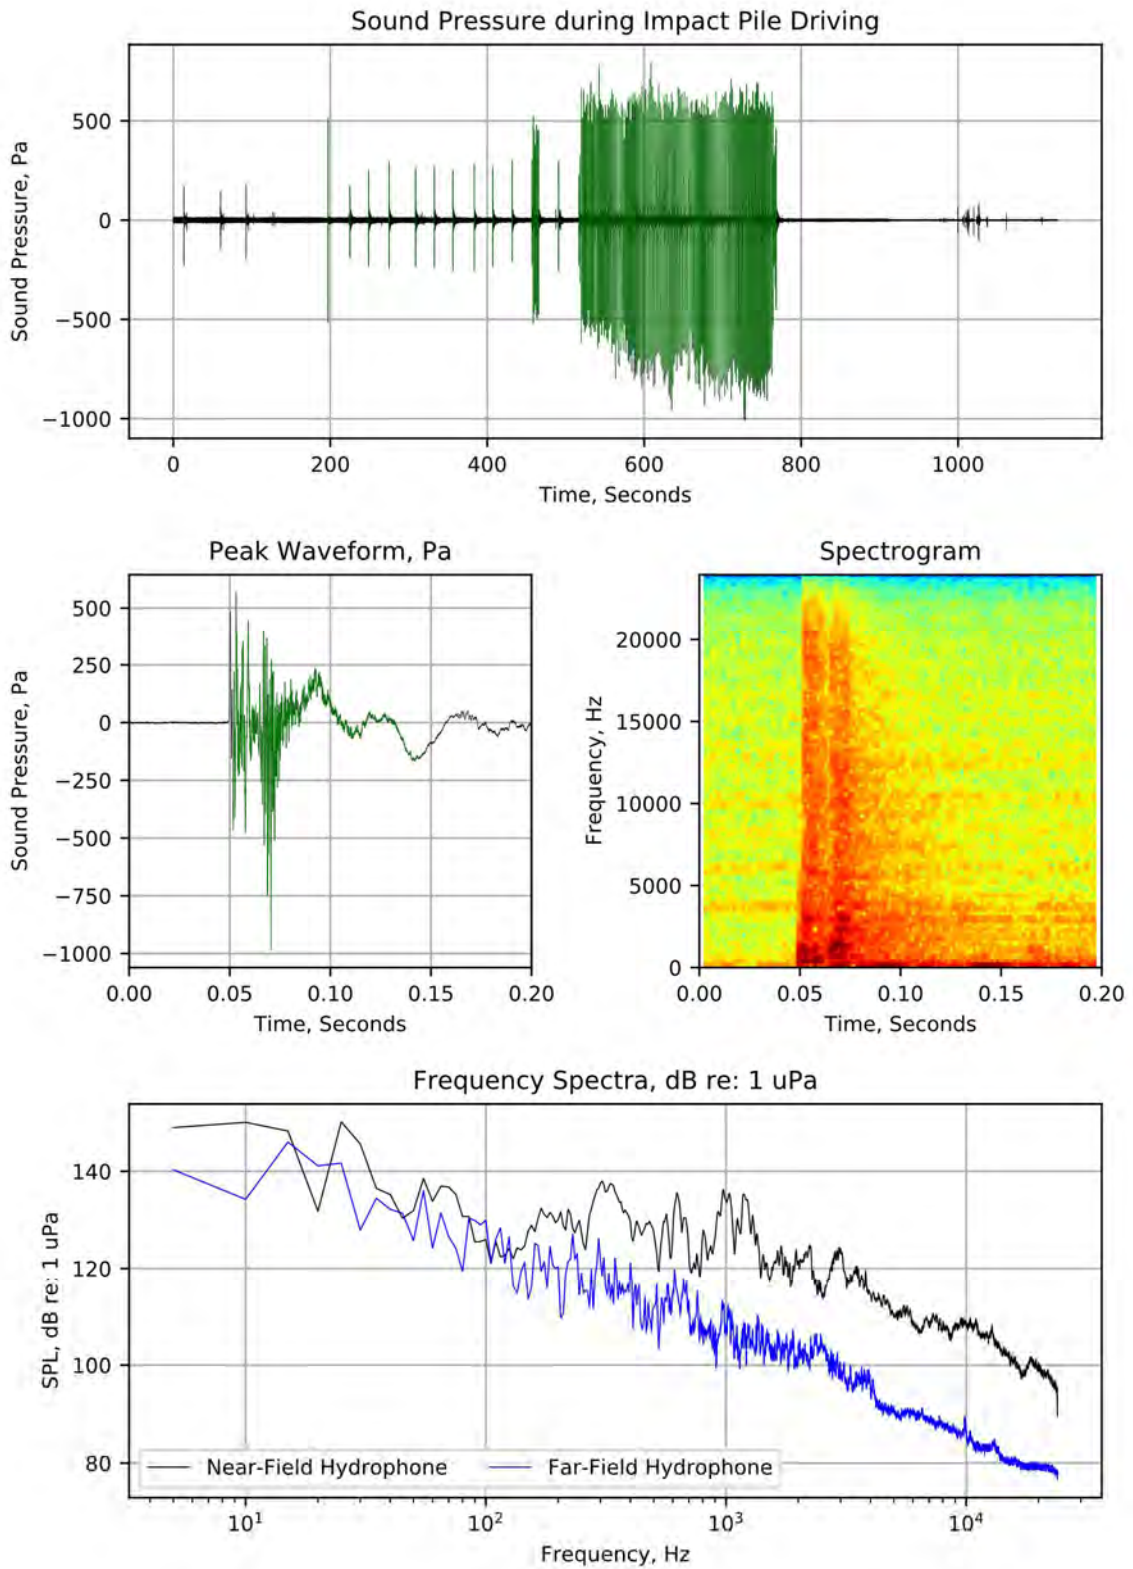 Sound Pressure during Impact Pile Driving
Sound Pressure, Pa
500
0
−500
−1000
0 200 400 600 800 1000
Time, Seconds
Peak Waveform, Pa
Sound Pressure, Pa
500
250
0
−250
−500
−750
−1000
0.00 0.05 0.10 0.15 0.20
Time, Seconds
Spectrogram
Frequency, Hz
20000
15000
10000
5000
0
0.00 0.05 0.10 0.15 0.20
Time, Seconds
Frequency Spectra, dB re: 1 uPa
SPL, dB re: 1 uPa
140
120
100
80
Near-Field Hydrophone Far-Field Hydrophone
10¹ 10² 10³ 10⁴
Frequency, Hz